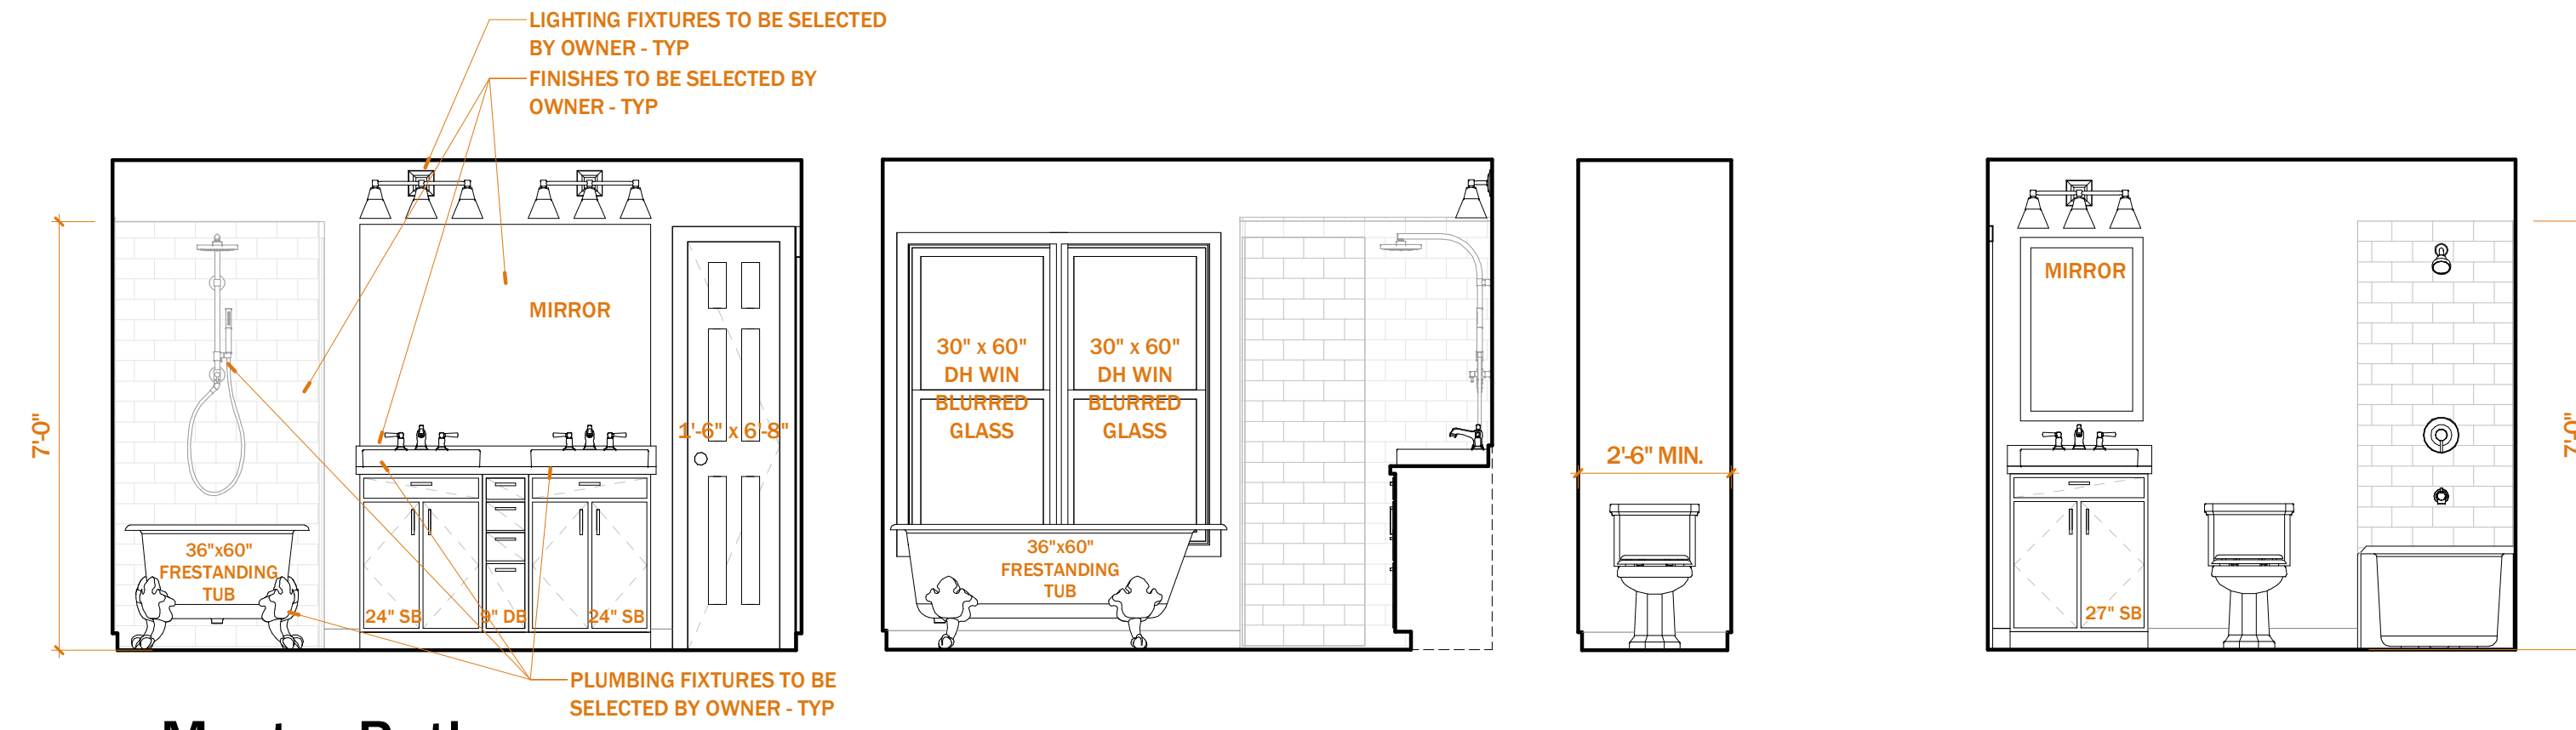 LIGHTING FIXTURES TO BE SELECTED
BY OWNER - TYP
FINISHES TO BE SELECTED BY
OWNER - TYP
7'-0"
MIRROR
1'-6" x 6'-8"
36"x60"
FRESTANDING
TUB
24" SB
9" DB
24" SB
PLUMBING FIXTURES TO BE
SELECTED BY OWNER - TYP
30" x 60"
DH WIN
BLURRED
GLASS
30" x 60"
DH WIN
BLURRED
GLASS
36"x60"
FRESTANDING
TUB
2'-6" MIN.
MIRROR
27" SB
7'-0"